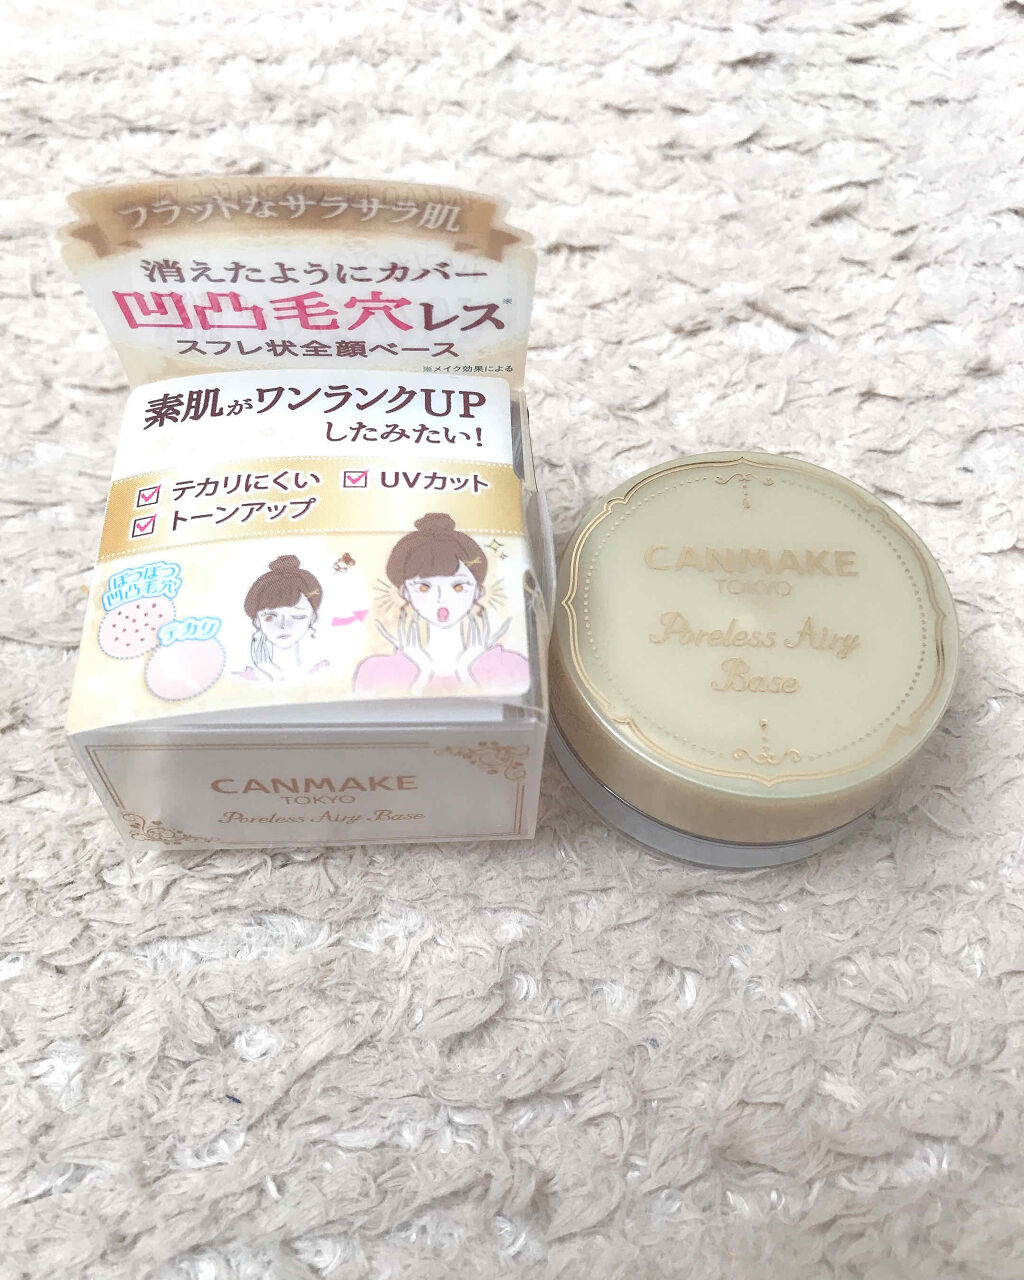 フラットなサラサラ肌
消えたようにカバー
凹凸毛穴レス※
スフレ状全顔ベース
※メイク効果による
素肌がワンランクUP
したみたい!
テカリにくい
UVカット
トーンアップ
ぽつぽつ
凹凸毛穴
テカリ
CANMAKE
TOKYO
Poreless Airy Base
CANMAKE
TOKYO
Poreless Airy
Base